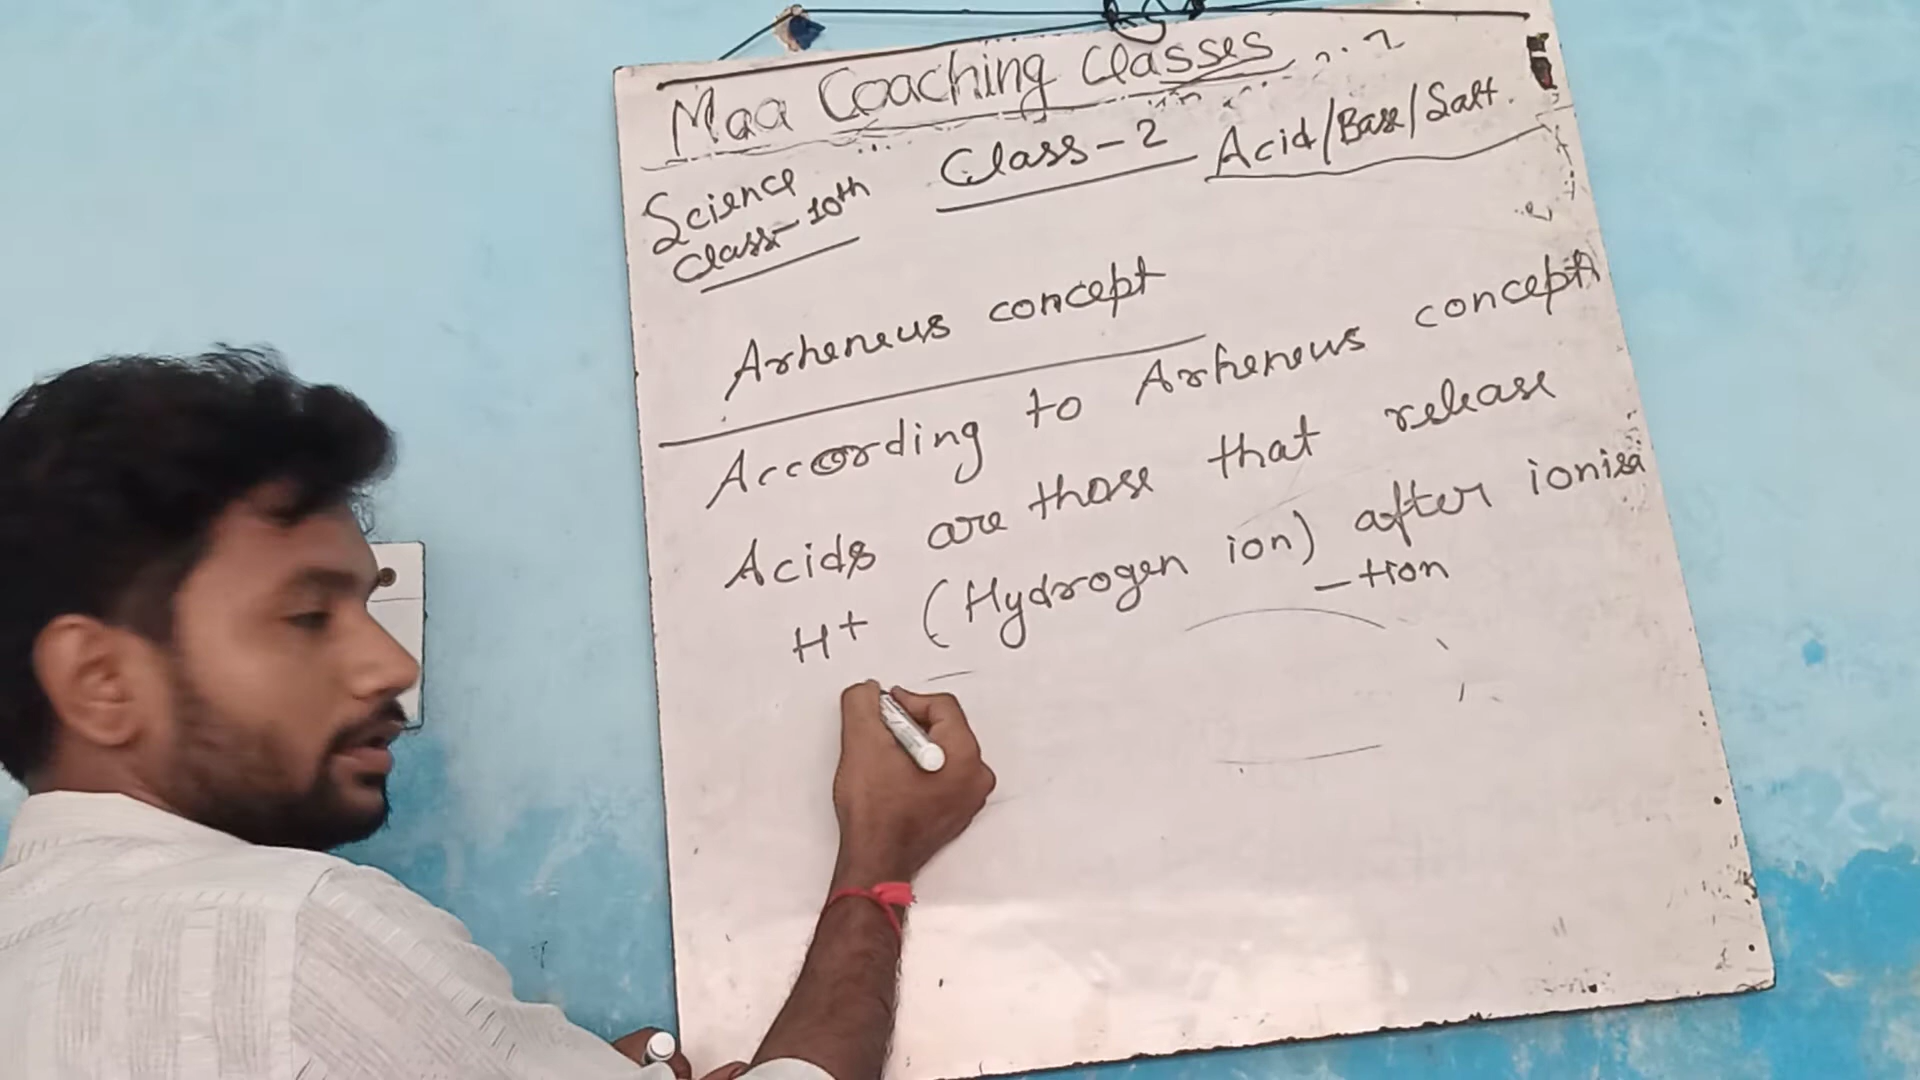 Maa Coaching Classes
Science
Class-10th
Class-2
Acid/Base/Salt.
Arheneus concept
According to Arheneus concept
Acids are those that release
H+ (Hydrogen ion) after ionisa
-tion